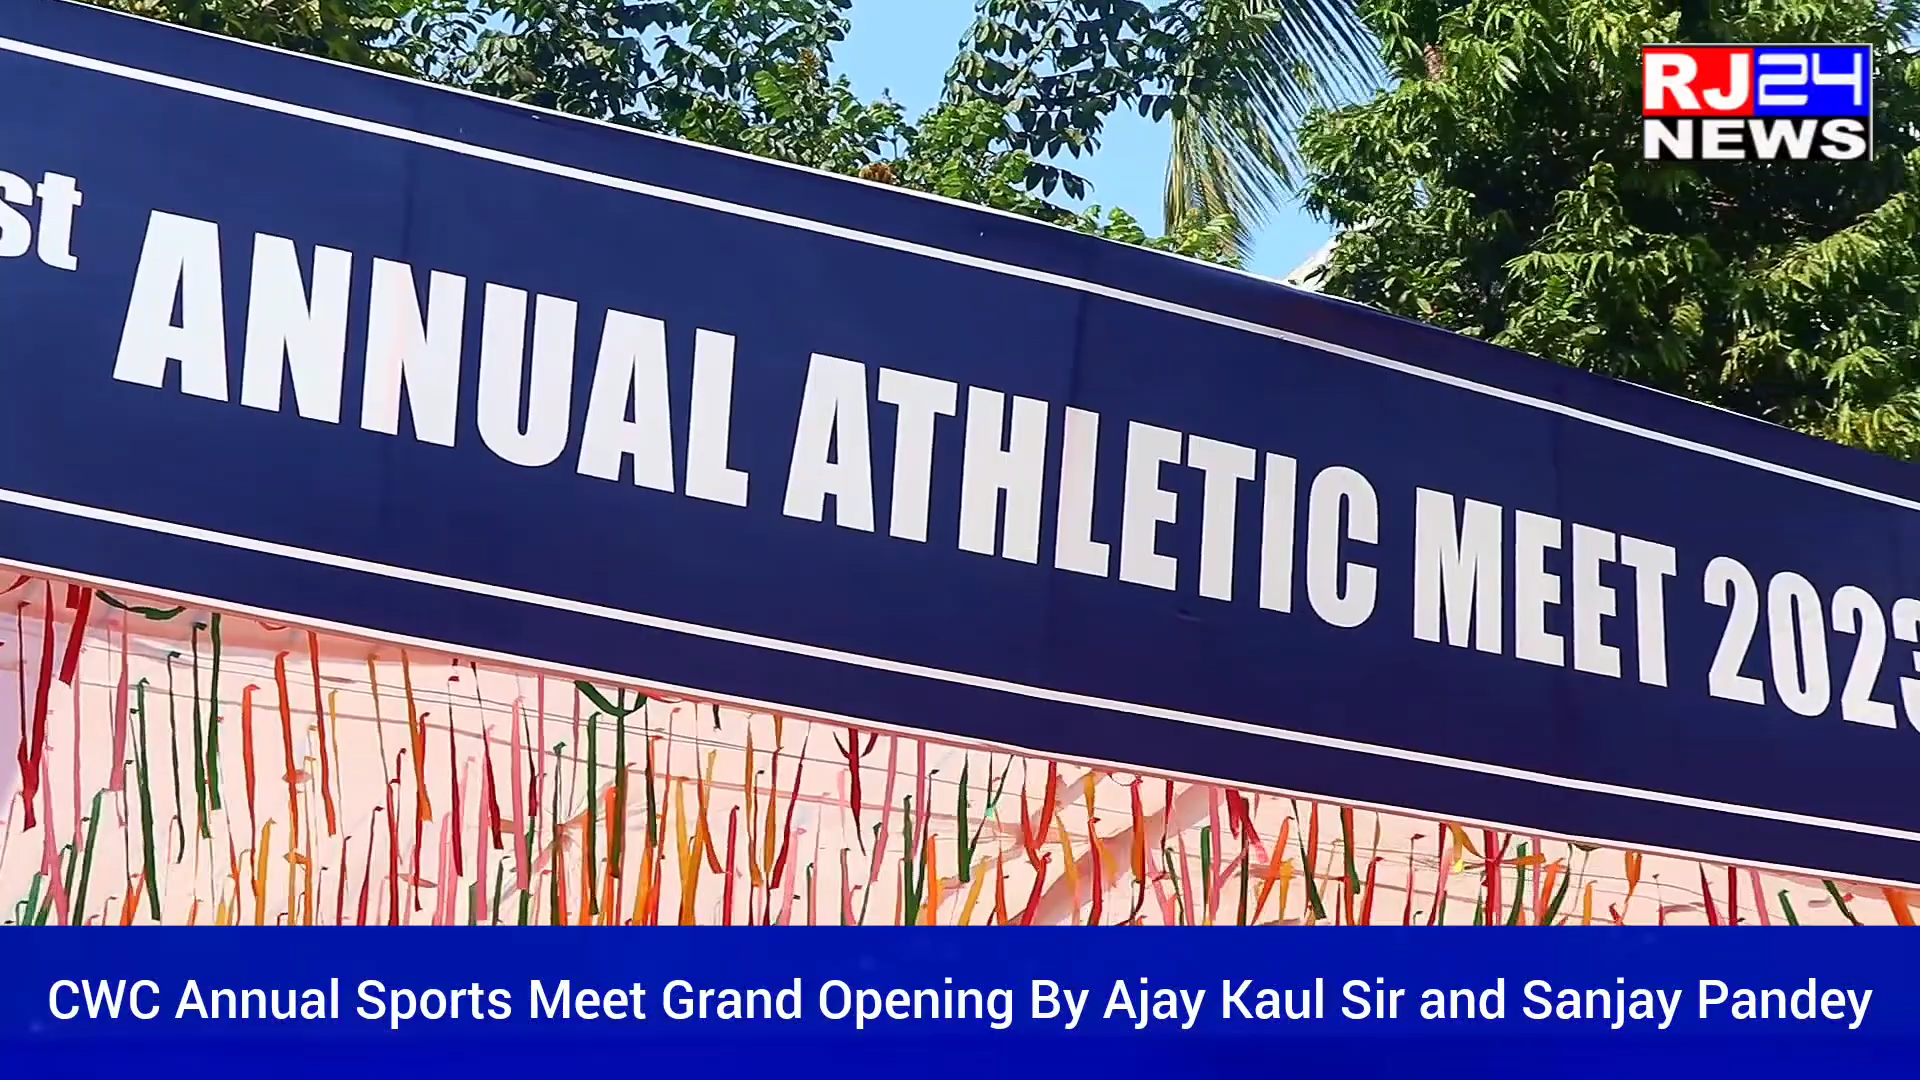 RJ24
NEWS
st ANNUAL ATHLETIC MEET 2023
CWC Annual Sports Meet Grand Opening By Ajay Kaul Sir and Sanjay Pandey